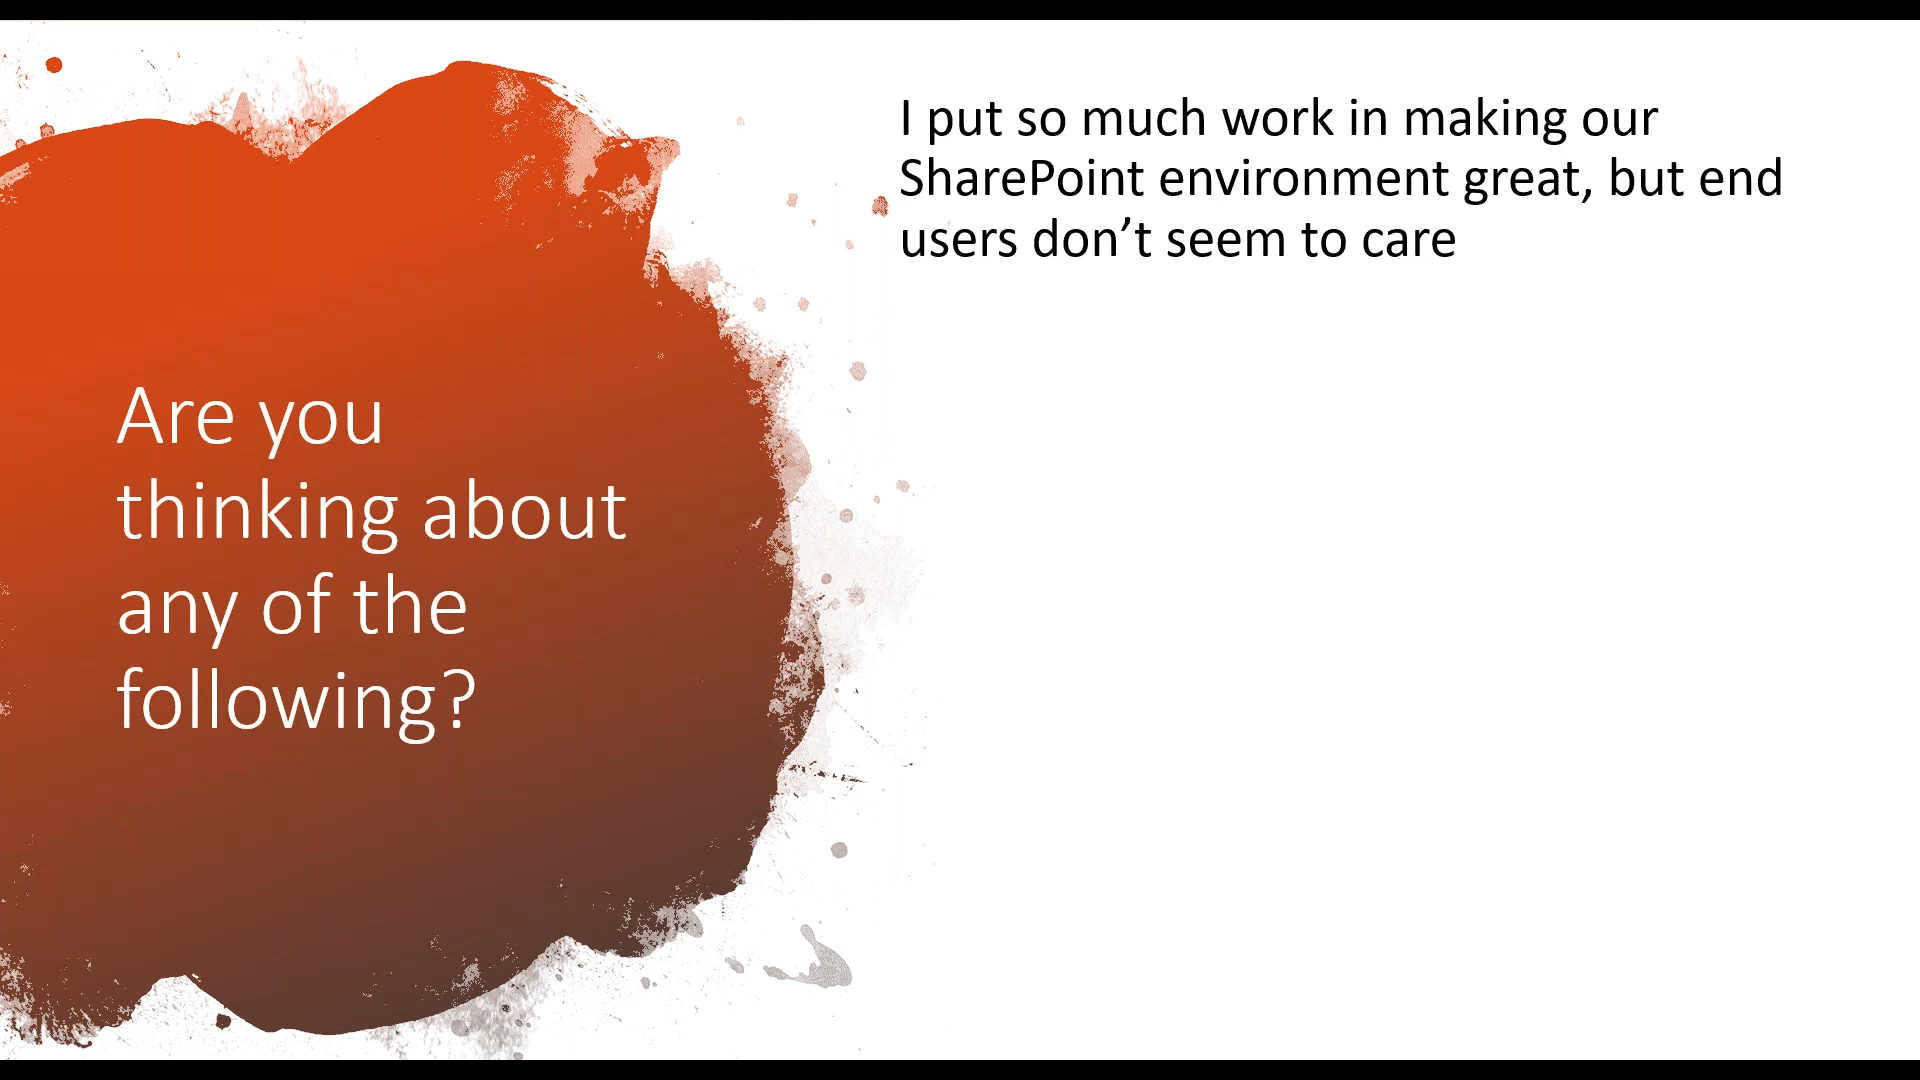 Are you
thinking about
any of the
following?
I put so much work in making our
SharePoint environment great, but end
users don’t seem to care